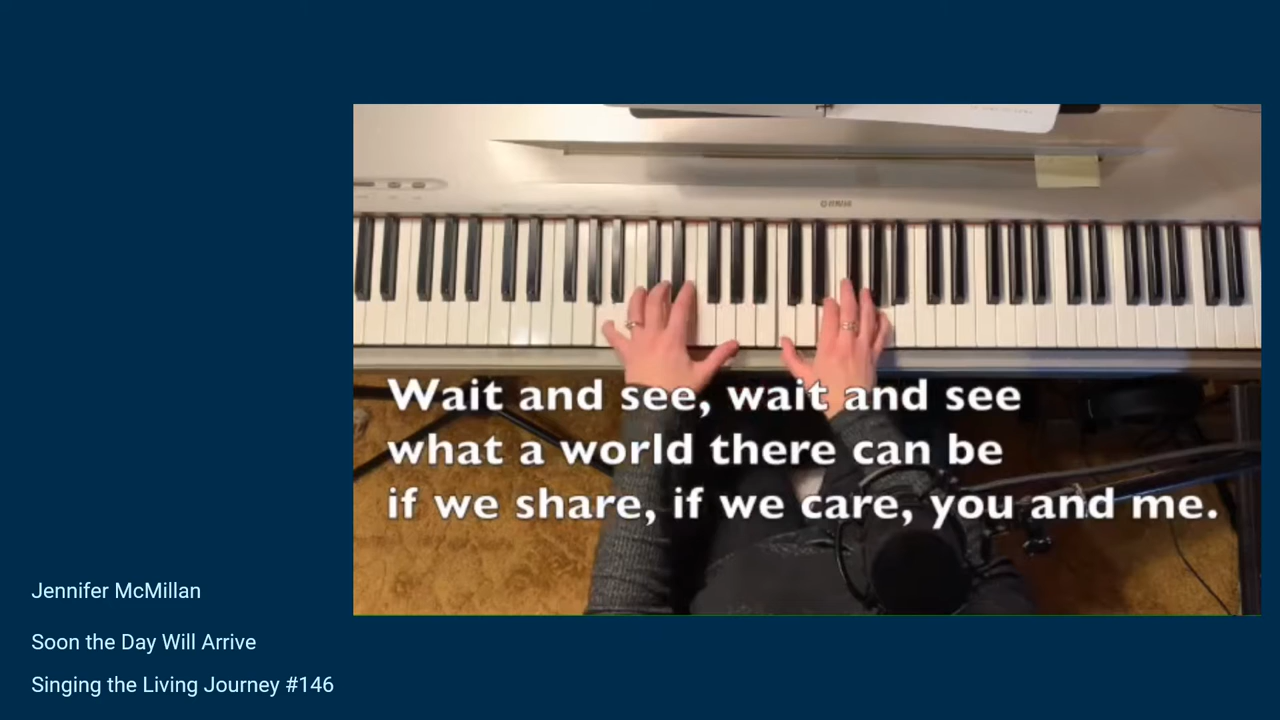 Wait and see, wait and see
what a world there can be
if we share, if we care, you and me.
Jennifer McMillan
Soon the Day Will Arrive
Singing the Living Journey #146